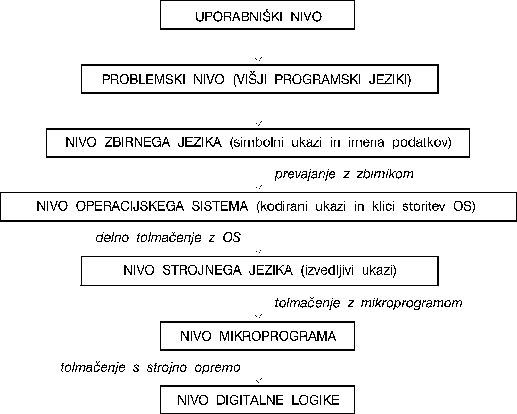 UPORABNIŠKI NIVO
PROBLEMSKI NIVO (VIŠJI PROGRAMSKI JEZIKI)
NIVO ZBIRNEGA JEZIKA (simbolni ukazi in imena podatkov)
prevajanje z zbirnikom
NIVO OPERACIJSKEGA SISTEMA (kodirani ukazi in klici storitev OS)
delno tolmačenje z OS
NIVO STROJNEGA JEZIKA (izvedljivi ukazi)
tolmačenje z mikroprogramom
NIVO MIKROPROGRAMA
tolmačenje s strojno opremo
NIVO DIGITALNE LOGIKE